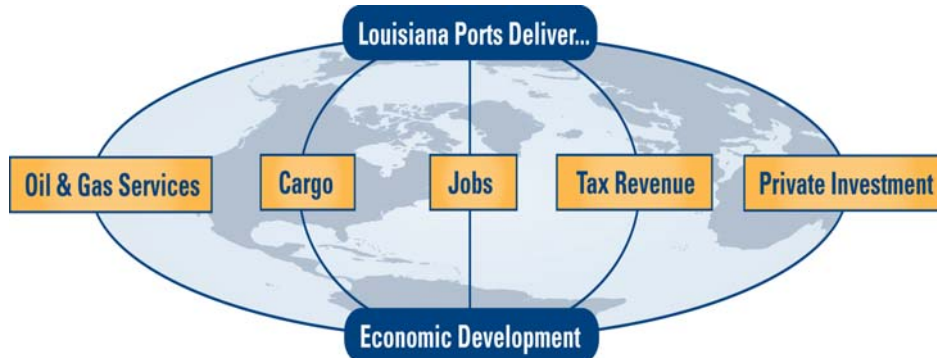 Louisiana Ports Deliver...
Oil & Gas Services
Cargo
Jobs
Tax Revenue
Private Investment
Economic Development